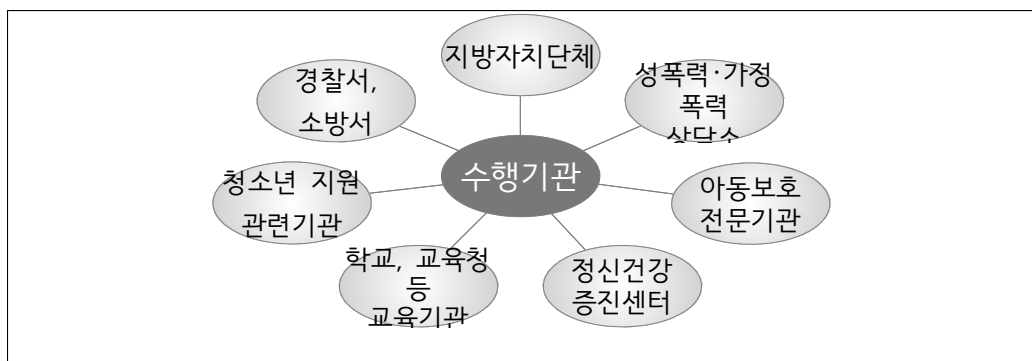 지방자치단체
경찰서,
소방서
성폭력·가정
폭력
상담소
수행기관
청소년 지원
관련기관
아동보호
전문기관
학교, 교육청
등
교육기관
정신건강
증진센터